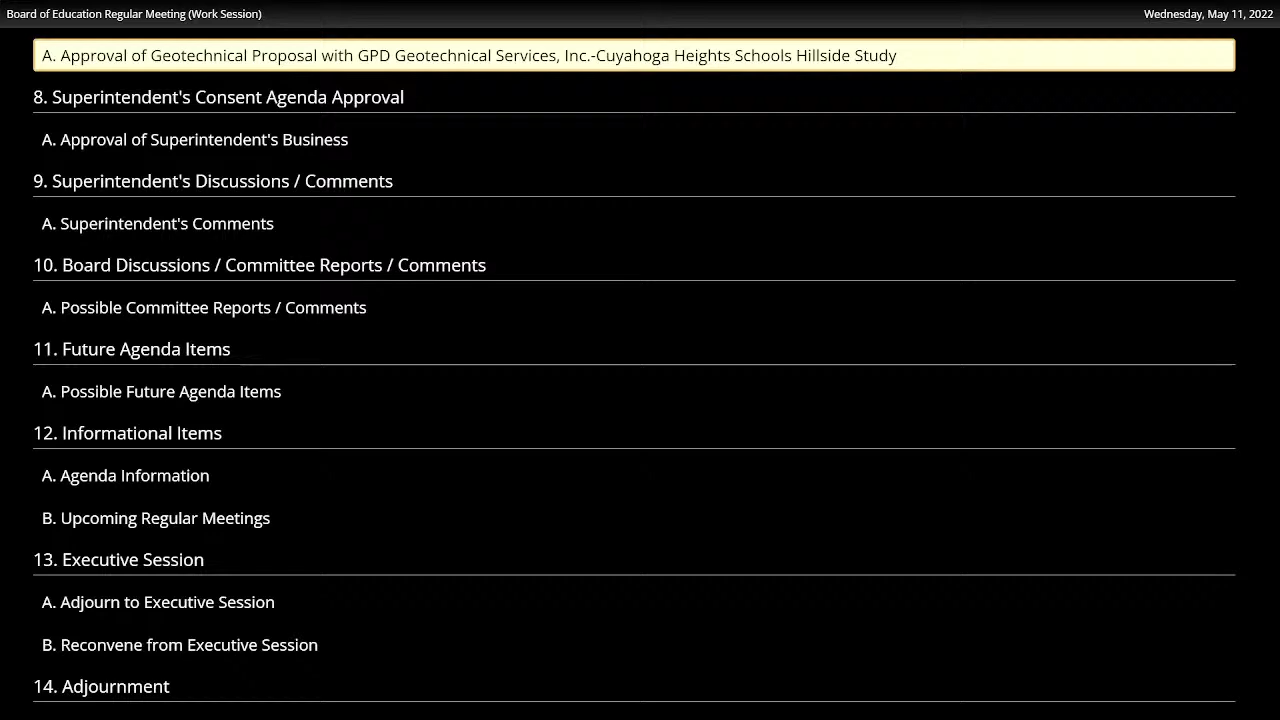 Board of Education Regular Meeting (Work Session)
Wednesday, May 11, 2022
A. Approval of Geotechnical Proposal with GPD Geotechnical Services, Inc.-Cuyahoga Heights Schools Hillside Study
8. Superintendent's Consent Agenda Approval
A. Approval of Superintendent's Business
9. Superintendent's Discussions / Comments
A. Superintendent's Comments
10. Board Discussions / Committee Reports / Comments
A. Possible Committee Reports / Comments
11. Future Agenda Items
A. Possible Future Agenda Items
12. Informational Items
A. Agenda Information
B. Upcoming Regular Meetings
13. Executive Session
A. Adjourn to Executive Session
B. Reconvene from Executive Session
14. Adjournment